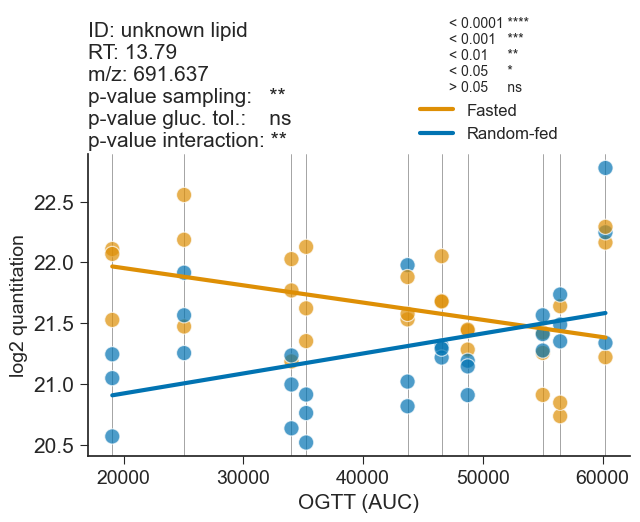 ID: unknown lipid
RT: 13.79
m/z: 691.637
p-value sampling: **
p-value gluc. tol.: ns
p-value interaction: **
< 0.0001 ****
< 0.001 ***
< 0.01 **
< 0.05 *
> 0.05 ns
Fasted
Random-fed
log2 quantitation
22.5
22.0
21.5
21.0
20.5
20000 30000 40000 50000 60000
OGTT (AUC)